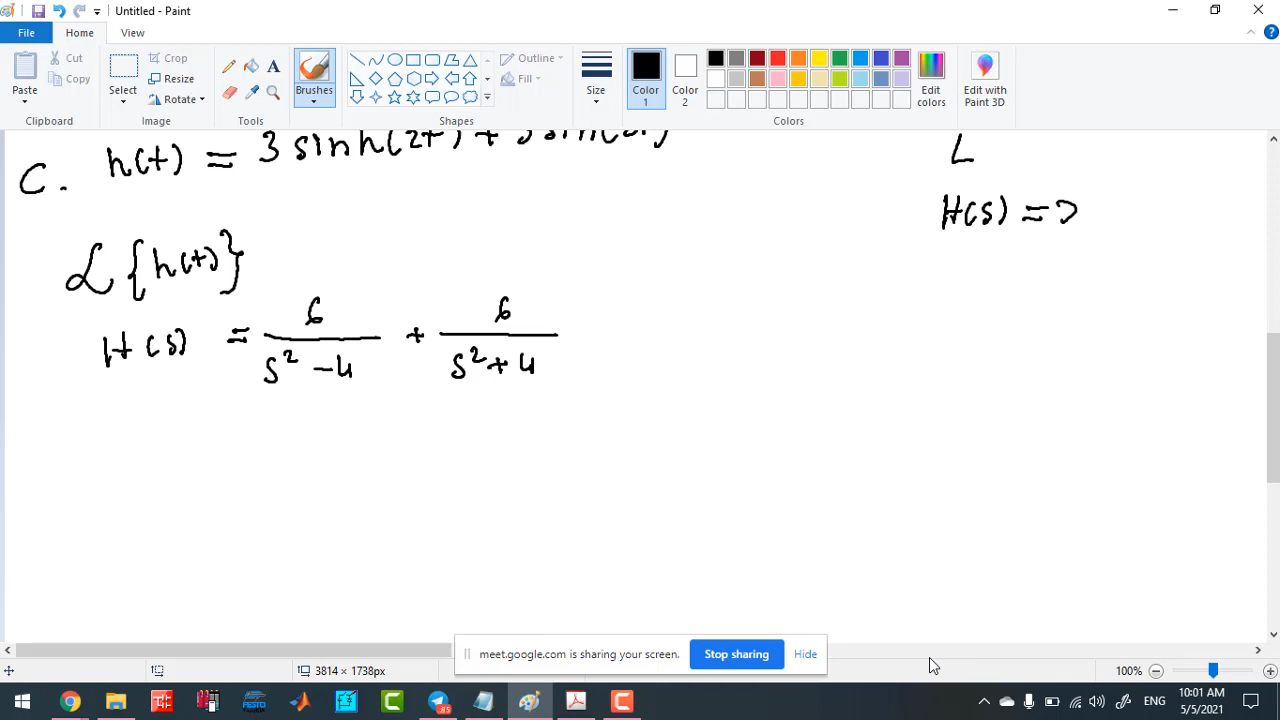 Untitled - Paint
File Home View
Paste
Cut
Copy
Clipboard
Select
Crop
Resize
Rotate
Image
A
Tools
Brushes
Outline
Fill
Shapes
Size
Color 1
Color 2
Edit colors
Edit with Paint 3D
Colors
C. h(t) = 3 sinh(2t) + 3 sin(2t)
L
H(s) = >
ℒ{h(t)}
H(s) = 6/(s² - 4) + 6/(s² + 4)
meet.google.com is sharing your screen. Stop sharing Hide
3814 × 1738px
100%
85
FESTO
C
ENG
10:01 AM
5/5/2021